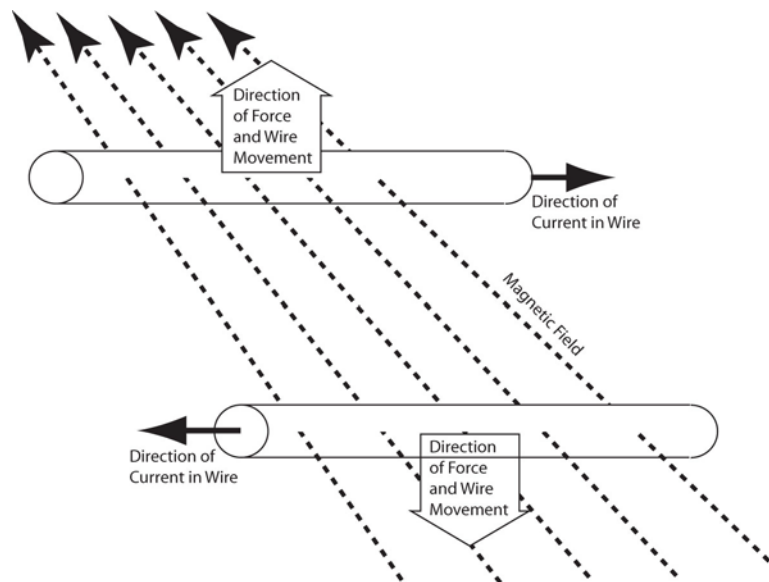 Direction
of Force
and Wire
Movement
Direction of
Current in Wire
Magnetic Field
Direction of
Current in Wire
Direction
of Force
and Wire
Movement